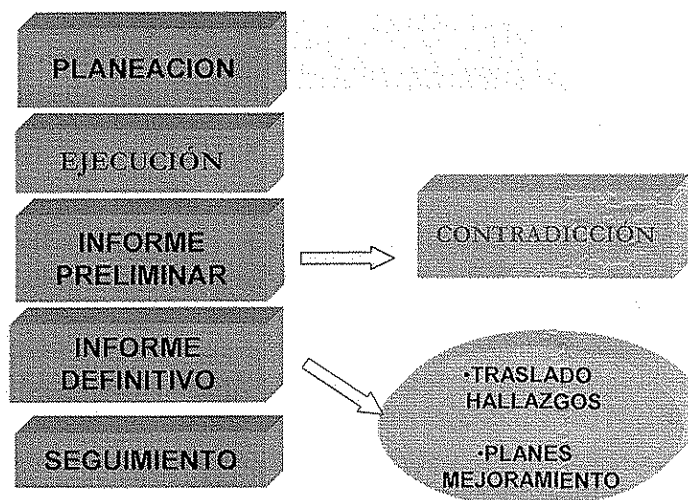 PLANEACION
EJECUCIÓN
INFORME
PRELIMINAR
CONTRADICCIÓN
INFORME
DEFINITIVO
•TRASLADO
HALLAZGOS
•PLANES
MEJORAMIENTO
SEGUIMIENTO